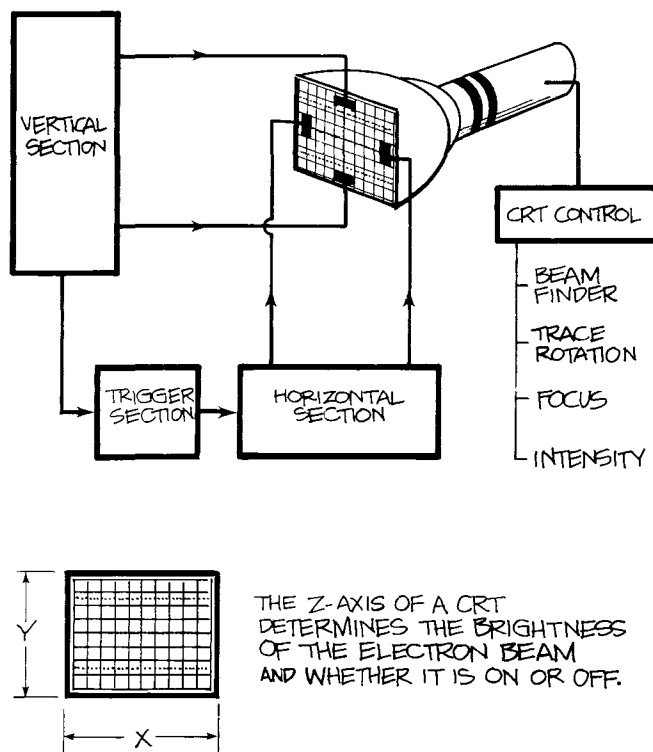 VERTICAL
SECTION
CRT CONTROL
BEAM
FINDER
TRACE
ROTATION
FOCUS
INTENSITY
TRIGGER
SECTION
HORIZONTAL
SECTION
Y
X
THE Z-AXIS OF A CRT
DETERMINES THE BRIGHTNESS
OF THE ELECTRON BEAM
AND WHETHER IT IS ON OR OFF.